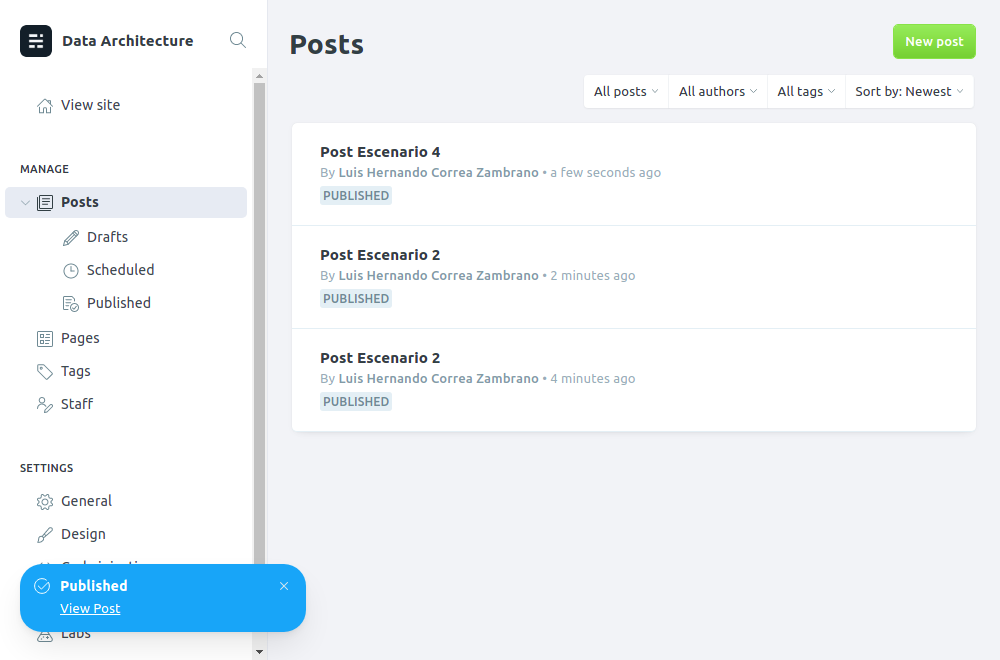 Data Architecture
View site
MANAGE
Posts
Drafts
Scheduled
Published
Pages
Tags
Staff
SETTINGS
General
Design
Labs
Published
View Post
Posts
New post
All posts
All authors
All tags
Sort by: Newest
Post Escenario 4
By Luis Hernando Correa Zambrano • a few seconds ago
PUBLISHED
Post Escenario 2
By Luis Hernando Correa Zambrano • 2 minutes ago
PUBLISHED
Post Escenario 2
By Luis Hernando Correa Zambrano • 4 minutes ago
PUBLISHED